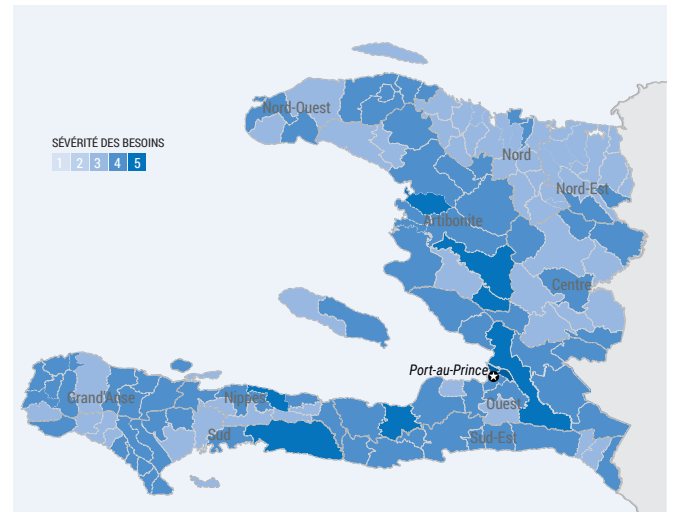 Nord-Ouest
SÉVÉRITÉ DES BESOINS
1 2 3 4 5
Nord
Nord-Est
Artibonite
Centre
Port-au-Prince
Grand'Anse
Nippes
Ouest
Sud
Sud-Est